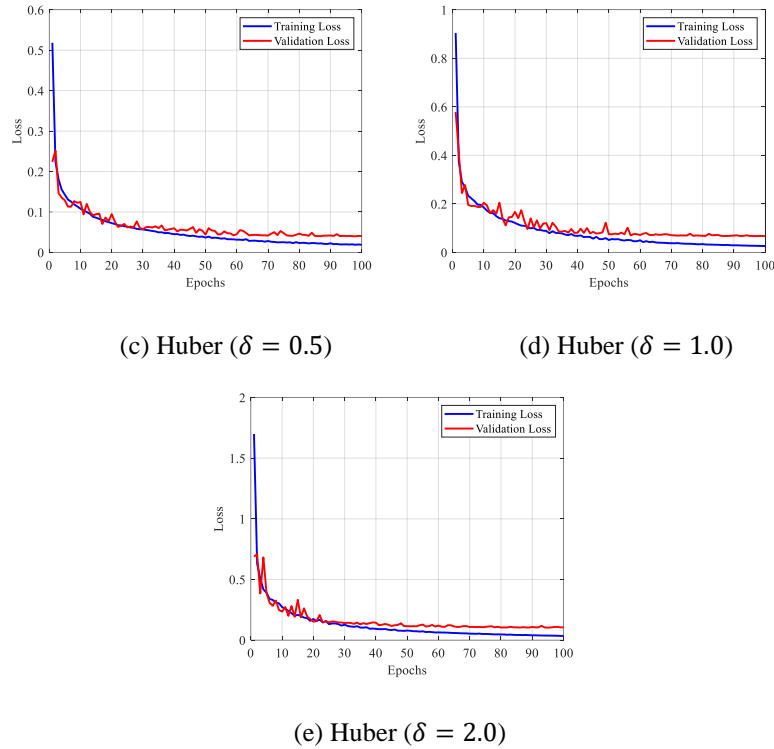 0.6
0.5
0.4
0.3
0.2
0.1
0
Loss
Training Loss
Validation Loss
0 10 20 30 40 50 60 70 80 90 100
Epochs
(c) Huber (δ = 0.5)
1
0.8
0.6
0.4
0.2
0
Loss
Training Loss
Validation Loss
0 10 20 30 40 50 60 70 80 90 100
Epochs
(d) Huber (δ = 1.0)
2
1.5
1
0.5
0
Loss
Training Loss
Validation Loss
0 10 20 30 40 50 60 70 80 90 100
Epochs
(e) Huber (δ = 2.0)